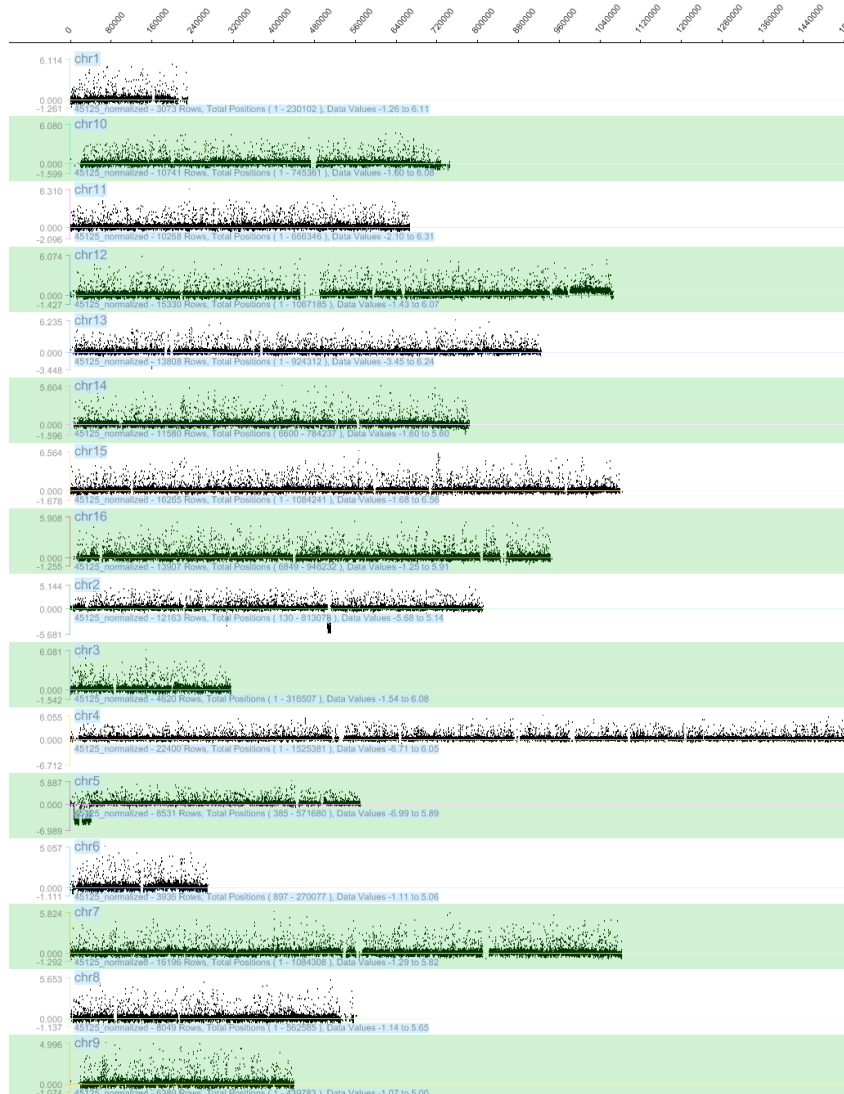 0 80000 160000 240000 320000 400000 480000 560000 640000 720000 800000 880000 960000 1040000 1120000 1200000 1280000 1360000 1440000
chr1
6.114
0.000
-1.261
45125_normalized - 3073 Rows, Total Positions ( 1 - 230102 ), Data Values -1.26 to 6.11
chr10
6.080
0.000
-1.599
45125_normalized - 10741 Rows, Total Positions ( 1 - 745361 ), Data Values -1.60 to 6.08
chr11
6.310
0.000
-2.096
45125_normalized - 10268 Rows, Total Positions ( 1 - 666346 ), Data Values -2.10 to 6.31
chr12
6.074
0.000
-1.427
45125_normalized - 15330 Rows, Total Positions ( 1 - 1067185 ), Data Values -1.43 to 6.07
chr13
6.235
0.000
-3.448
45125_normalized - 13808 Rows, Total Positions ( 1 - 924312 ), Data Values -3.45 to 6.24
chr14
5.604
0.000
-1.596
45125_normalized - 11580 Rows, Total Positions ( 6600 - 784237 ), Data Values -1.60 to 5.60
chr15
6.564
0.000
-1.678
45125_normalized - 16265 Rows, Total Positions ( 1 - 1084241 ), Data Values -1.68 to 6.56
chr16
5.908
0.000
-1.255
45125_normalized - 13907 Rows, Total Positions ( 6849 - 946232 ), Data Values -1.25 to 5.91
chr2
5.144
0.000
45125_normalized - 12163 Rows, Total Positions ( 130 - 813078 ), Data Values -5.68 to 5.14
-5.681
chr3
6.081
0.000
-1.542
45125_normalized - 4620 Rows, Total Positions ( 1 - 316507 ), Data Values -1.54 to 6.08
chr4
6.055
0.000
45125_normalized - 22400 Rows, Total Positions ( 1 - 1525381 ), Data Values -6.71 to 6.05
-6.712
chr5
5.887
0.000
45125_normalized - 8531 Rows, Total Positions ( 385 - 571680 ), Data Values -6.99 to 5.89
-6.989
chr6
5.057
0.000
-1.111
45125_normalized - 3936 Rows, Total Positions ( 897 - 270077 ), Data Values -1.11 to 5.06
chr7
5.824
0.000
-1.292
45125_normalized - 16196 Rows, Total Positions ( 1 - 1084308 ), Data Values -1.29 to 5.82
chr8
5.653
0.000
-1.137
45125_normalized - 8049 Rows, Total Positions ( 1 - 562585 ), Data Values -1.14 to 5.65
chr9
4.996
0.000
-1.074
45125_normalized - 6389 Rows, Total Positions ( 1 - 439783 ), Data Values -1.07 to 5.00